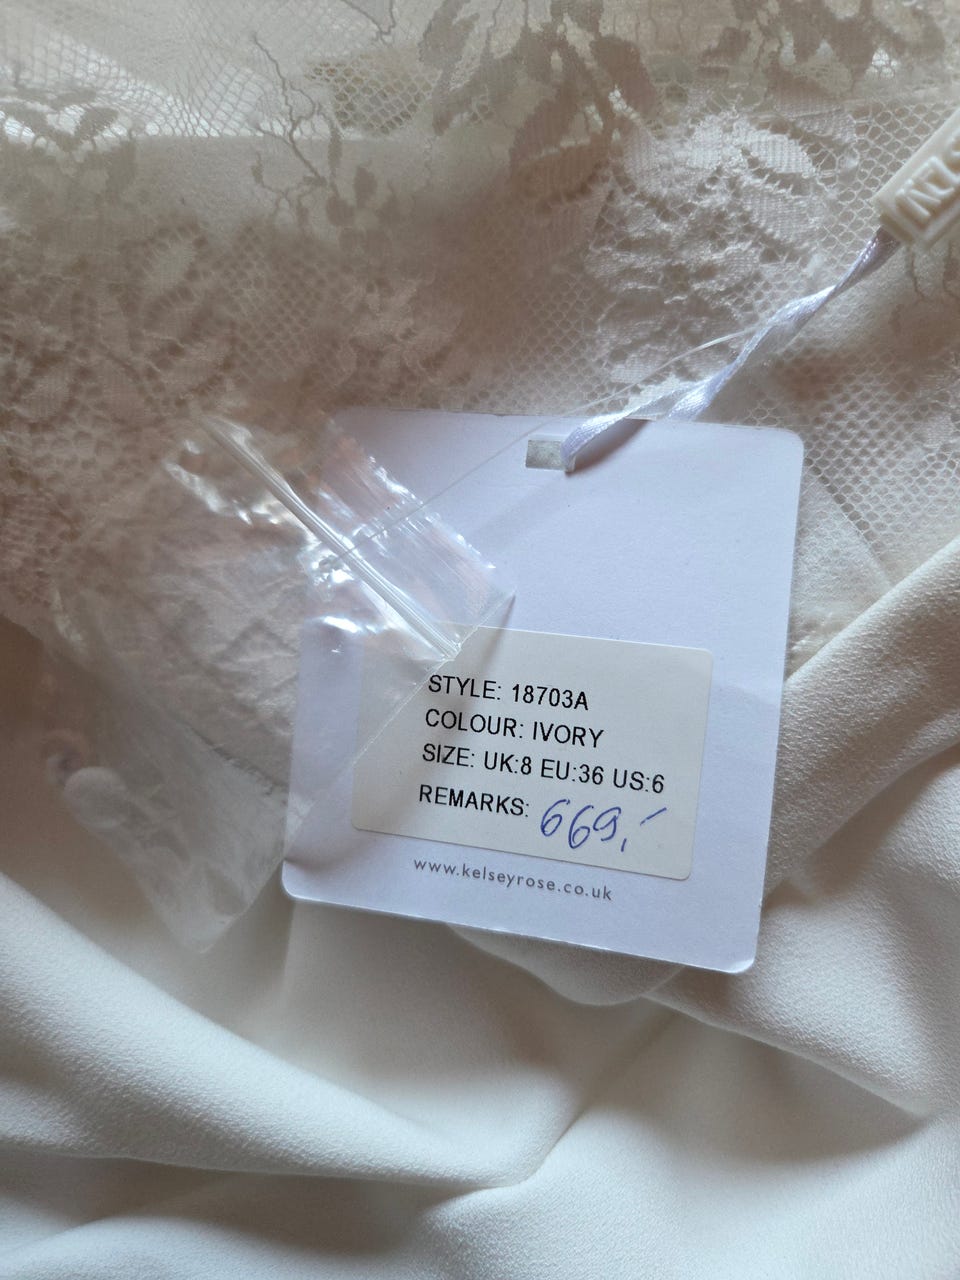 STYLE: 18703A
COLOUR: IVORY
SIZE: UK:8 EU:36 US:6
REMARKS: 669,-
www.kelseyrose.co.uk